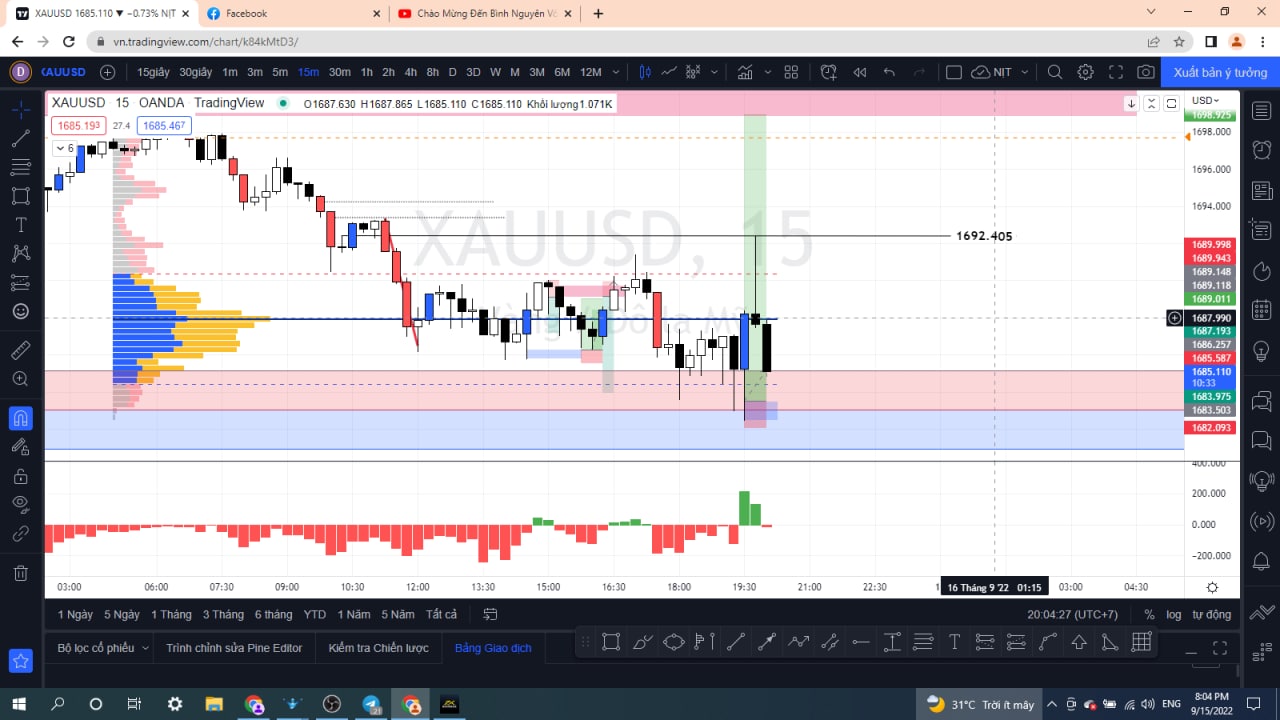 XAUUSD 1685.110 ▼ −0.73% NIT
Facebook
Chào Mừng Đến Bình Nguyên Vô
vn.tradingview.com/chart/k84kMtD3/
D XAUUSD 15giây 30giây 1m 3m 5m 15m 30m 1h 2h 4h 8h D 3D W M 3M 6M 12M NIT Xuất bản ý tưởng
XAUUSD 15 OANDA TradingView O1687.630 H1687.865 L1685.110 C1685.110 Khối lượng1.071K
1685.193 27.4 1685.467
6
XAUUSD, 15
1692.405
USD
1698.925
1698.000
1696.000
1694.000
1689.998
1689.943
1689.148
1689.118
1689.011
1687.990
1687.193
1686.257
1685.587
1685.110
10:33
1683.975
1683.503
1682.093
400.000
200.000
0.000
−200.000
03:00 06:00 07:30 09:00 10:30 12:00 15:00 16:30 18:00 19:30 21:00 22:30 16 Tháng 9 '22 01:15 03:00 04:30
1 Ngày 5 Ngày 1 Tháng 3 Tháng 6 tháng YTD 1 Năm 5 Năm Tất cả 20:04:27 (UTC+7) % log tự động
Bộ lọc cổ phiếu Trình chỉnh sửa Pine Editor Kiểm tra Chiến lược Bảng Giao dịch
21
31°C Trời ít mây ENG 8:04 PM
9/15/2022